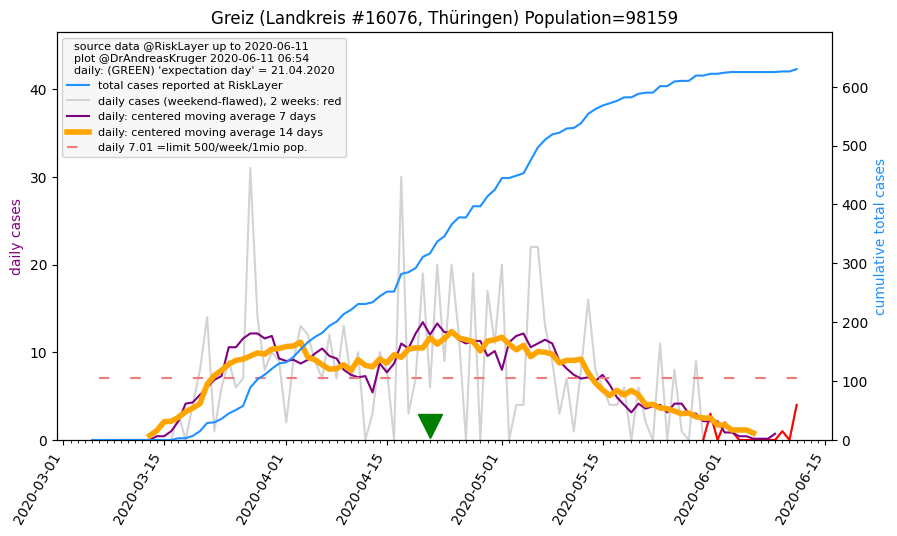 Greiz (Landkreis #16076, Thüringen) Population=98159
source data @RiskLayer up to 2020-06-11
plot @DrAndreasKruger 2020-06-11 06:54
daily: (GREEN) 'expectation day' = 21.04.2020
total cases reported at RiskLayer
daily cases (weekend-flawed), 2 weeks: red
daily: centered moving average 7 days
daily: centered moving average 14 days
daily 7.01 =limit 500/week/1mio pop.
daily cases
40
30
20
10
0
cumulative total cases
600
500
400
300
200
100
0
2020-03-01
2020-03-15
2020-04-01
2020-04-15
2020-05-01
2020-05-15
2020-06-01
2020-06-15